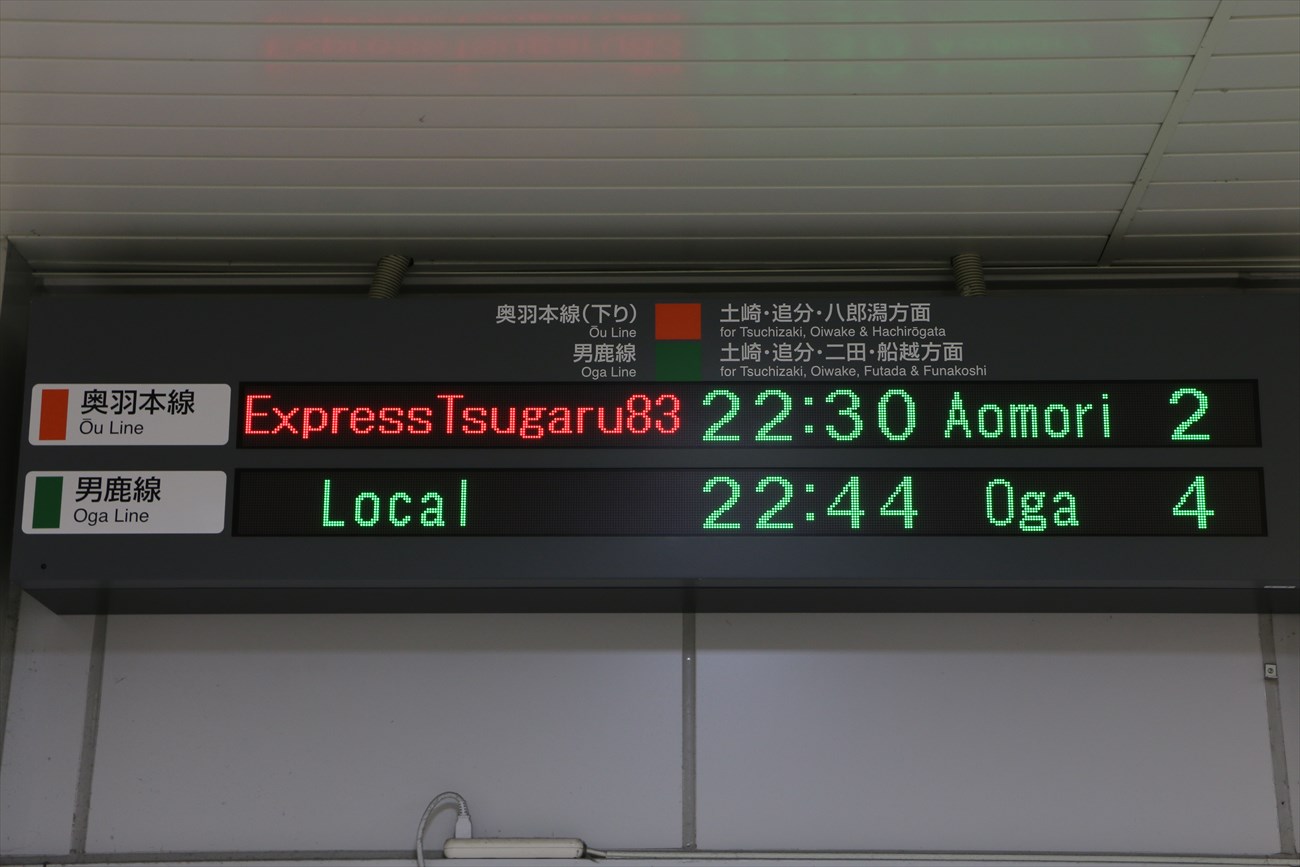 奥羽本線(下り) 土崎・追分・八郎潟方面
Ōu Line for Tsuchizaki, Oiwake & Hachirōgata
男鹿線 土崎・追分・二田・船越方面
Oga Line for Tsuchizaki, Oiwake, Futada & Funakoshi
奥羽本線
Ōu Line
ExpressTsugaru83 22:30 Aomori 2
男鹿線
Oga Line
Local 22:44 Oga 4